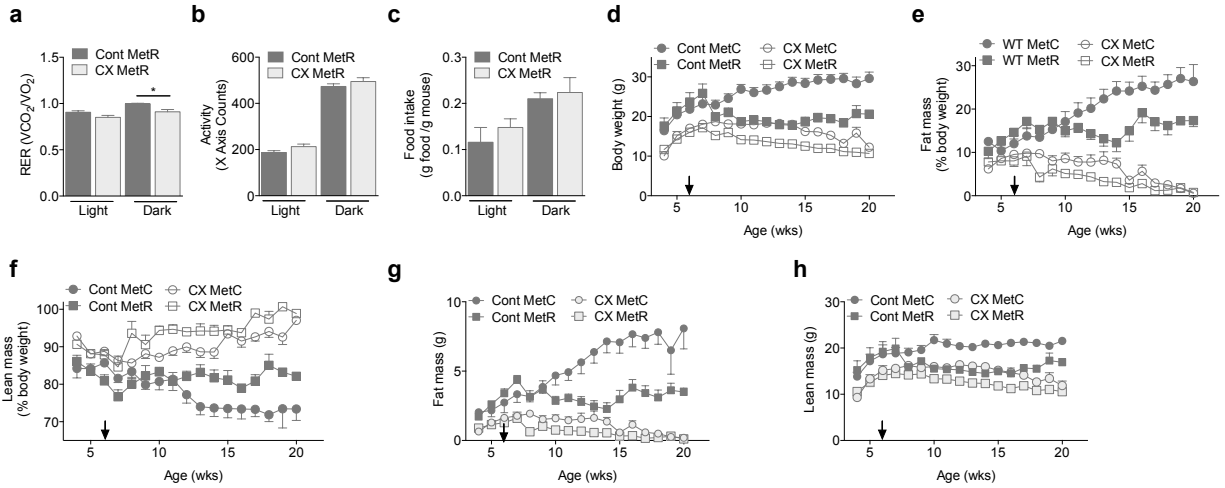 a
RER (VCO2/VO2)
1.5
1.0
0.5
0.0
Cont MetR
CX MetR
*
Light
Dark
b
Activity
(X Axis Counts)
600
400
200
0
Cont MetR
CX MetR
Light
Dark
c
Food intake
(g food /g mouse)
0.3
0.2
0.1
0.0
Cont MetR
CX MetR
Light
Dark
d
Body weight (g)
40
30
20
10
0
Cont MetC
Cont MetR
CX MetC
CX MetR
5
10
15
20
Age (wks)
e
Fat mass
(% body weight)
30
20
10
0
WT MetC
WT MetR
CX MetC
CX MetR
5
10
15
20
Age (wks)
f
Lean mass
(% body weight)
100
90
80
70
Cont MetC
Cont MetR
CX MetC
CX MetR
5
10
15
20
Age (wks)
g
Fat mass (g)
10
5
0
Cont MetC
Cont MetR
CX MetC
CX MetR
5
10
15
20
Age (wks)
h
Lean mass (g)
30
20
10
0
Cont MetC
Cont MetR
CX MetC
CX MetR
5
10
15
20
Age (wks)